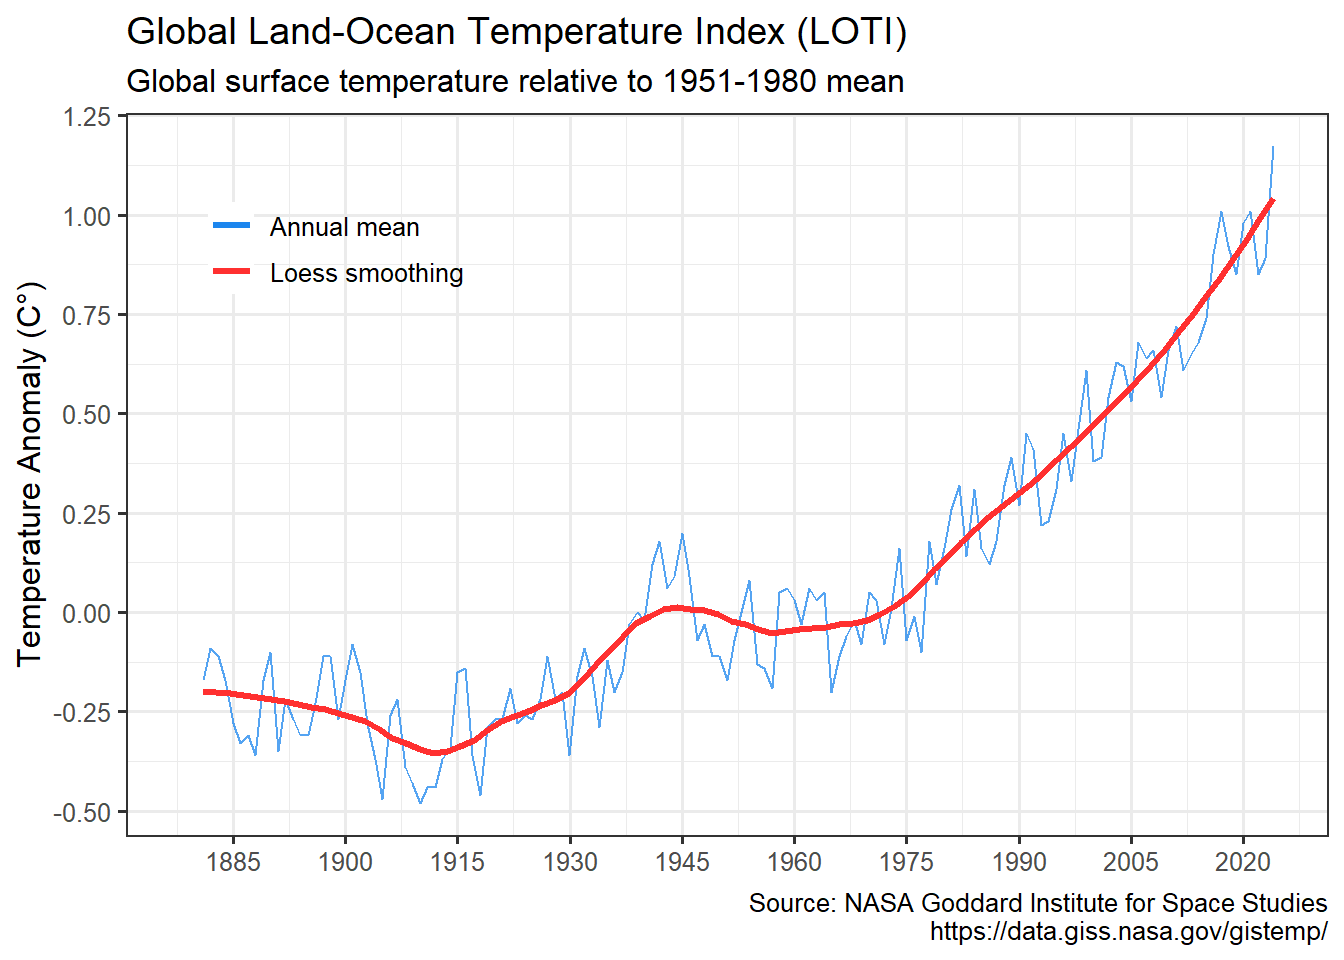 Global Land-Ocean Temperature Index (LOTI)
Global surface temperature relative to 1951-1980 mean
Temperature Anomaly (C°)
1.25
1.00
0.75
0.50
0.25
0.00
-0.25
-0.50
Annual mean
Loess smoothing
1885 1900 1915 1930 1945 1960 1975 1990 2005 2020
Source: NASA Goddard Institute for Space Studies
https://data.giss.nasa.gov/gistemp/